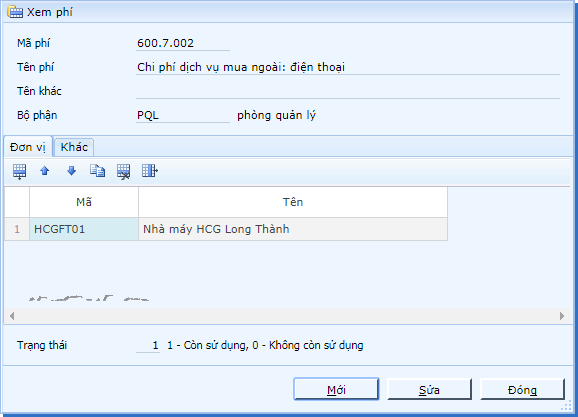 Xem phí
Mã phí 600.7.002
Tên phí Chi phí dịch vụ mua ngoài: điện thoại
Tên khác
Bộ phận PQL phòng quản lý
Đơn vị Khác
Mã Tên
1 HCGFT01 Nhà máy HCG Long Thành
Trạng thái 1 1 - Còn sử dụng, 0 - Không còn sử dụng
Mới Sửa Đóng